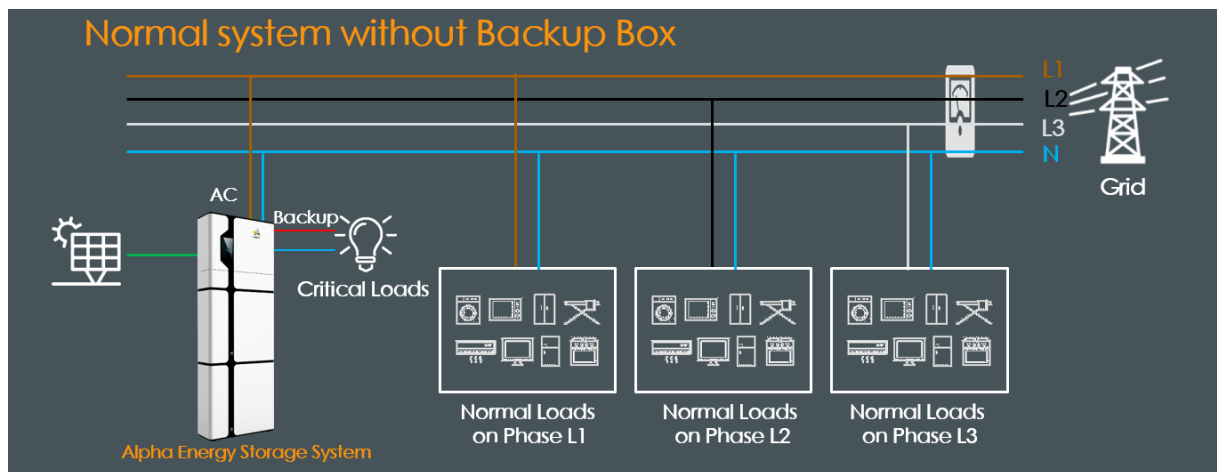 Normal system without Backup Box
L1
L2
L3
N
Grid
AC
Backup
Critical Loads
Normal Loads
on Phase L1
Normal Loads
on Phase L2
Normal Loads
on Phase L3
Alpha Energy Storage System